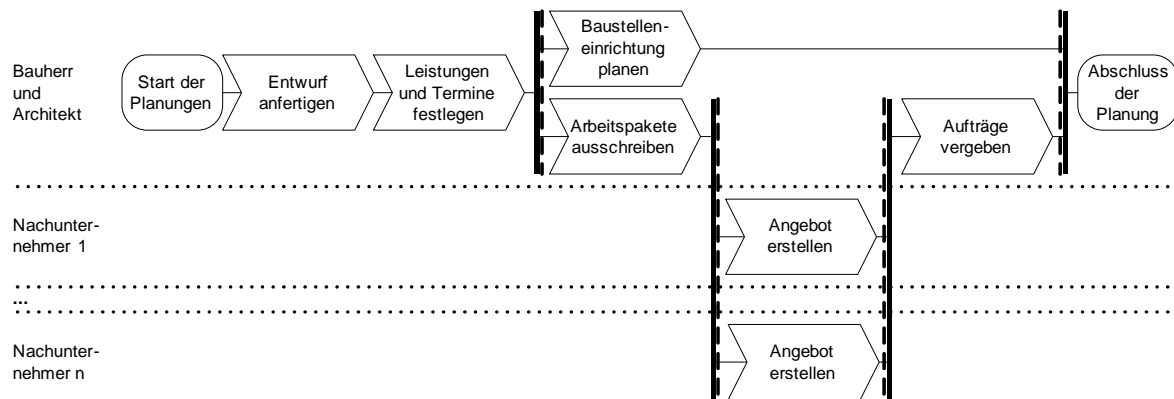 Bauherr
und
Architekt
Start der
Planungen
Entwurf
anfertigen
Leistungen
und Termine
festlegen
Baustellen-
einrichtung
planen
Arbeitspakete
ausschreiben
Aufträge
vergeben
Abschluss
der
Planung
Nachunter-
nehmer 1
Angebot
erstellen
...
Nachunter-
nehmer n
Angebot
erstellen